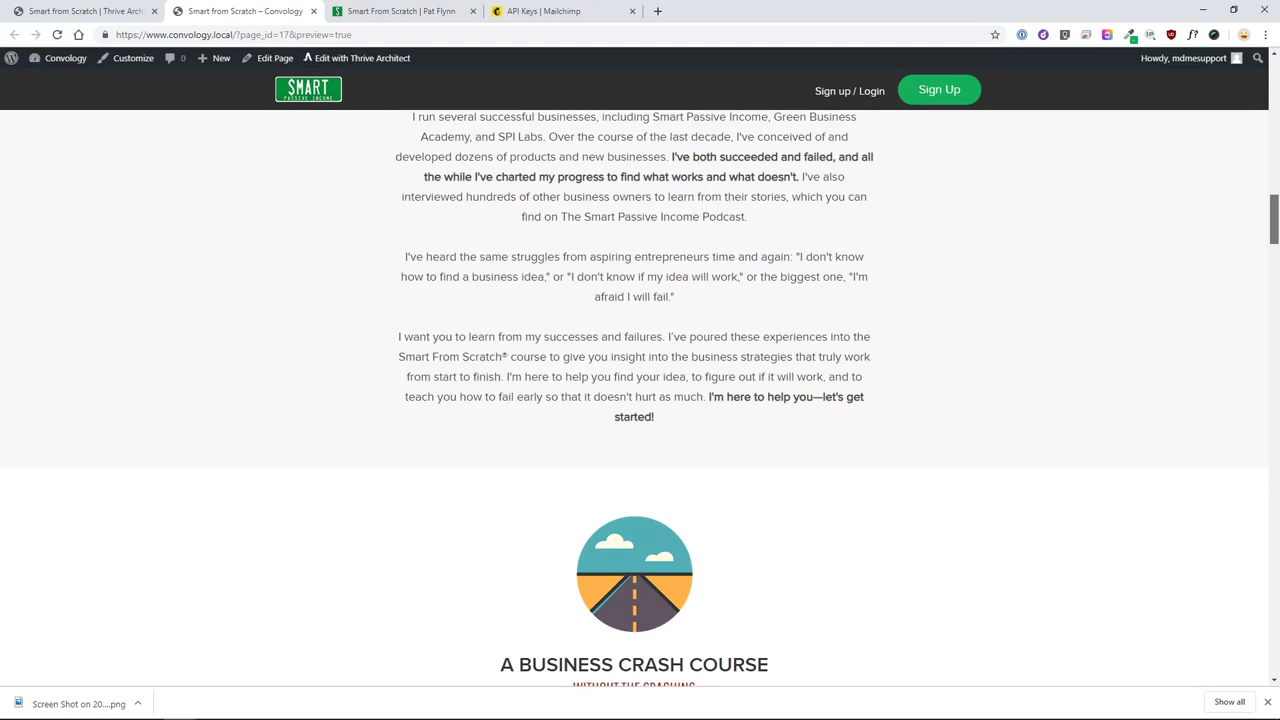 Smart from Scratch | Thrive Arch
Smart from Scratch – Convology
Smart From Scratch | Pat Flynn
API Keys | Mailchimp
https://www.convology.local/?page_id=17&preview=true
Convology
Customize
0
New
Edit Page
Edit with Thrive Architect
Howdy, mdmesupport
SMART
PASSIVE INCOME
Sign up / Login
Sign Up
I run several successful businesses, including Smart Passive Income, Green Business
Academy, and SPI Labs. Over the course of the last decade, I've conceived of and
developed dozens of products and new businesses. I've both succeeded and failed, and all
the while I've charted my progress to find what works and what doesn't. I've also
interviewed hundreds of other business owners to learn from their stories, which you can
find on The Smart Passive Income Podcast.
I've heard the same struggles from aspiring entrepreneurs time and again: "I don't know
how to find a business idea," or "I don't know if my idea will work," or the biggest one, "I'm
afraid I will fail."
I want you to learn from my successes and failures. I've poured these experiences into the
Smart From Scratch® course to give you insight into the business strategies that truly work
from start to finish. I'm here to help you find your idea, to figure out if it will work, and to
teach you how to fail early so that it doesn't hurt as much. I'm here to help you—let's get
started!
A BUSINESS CRASH COURSE
WITHOUT THE CRASHING
Screen Shot on 20....png
Show all